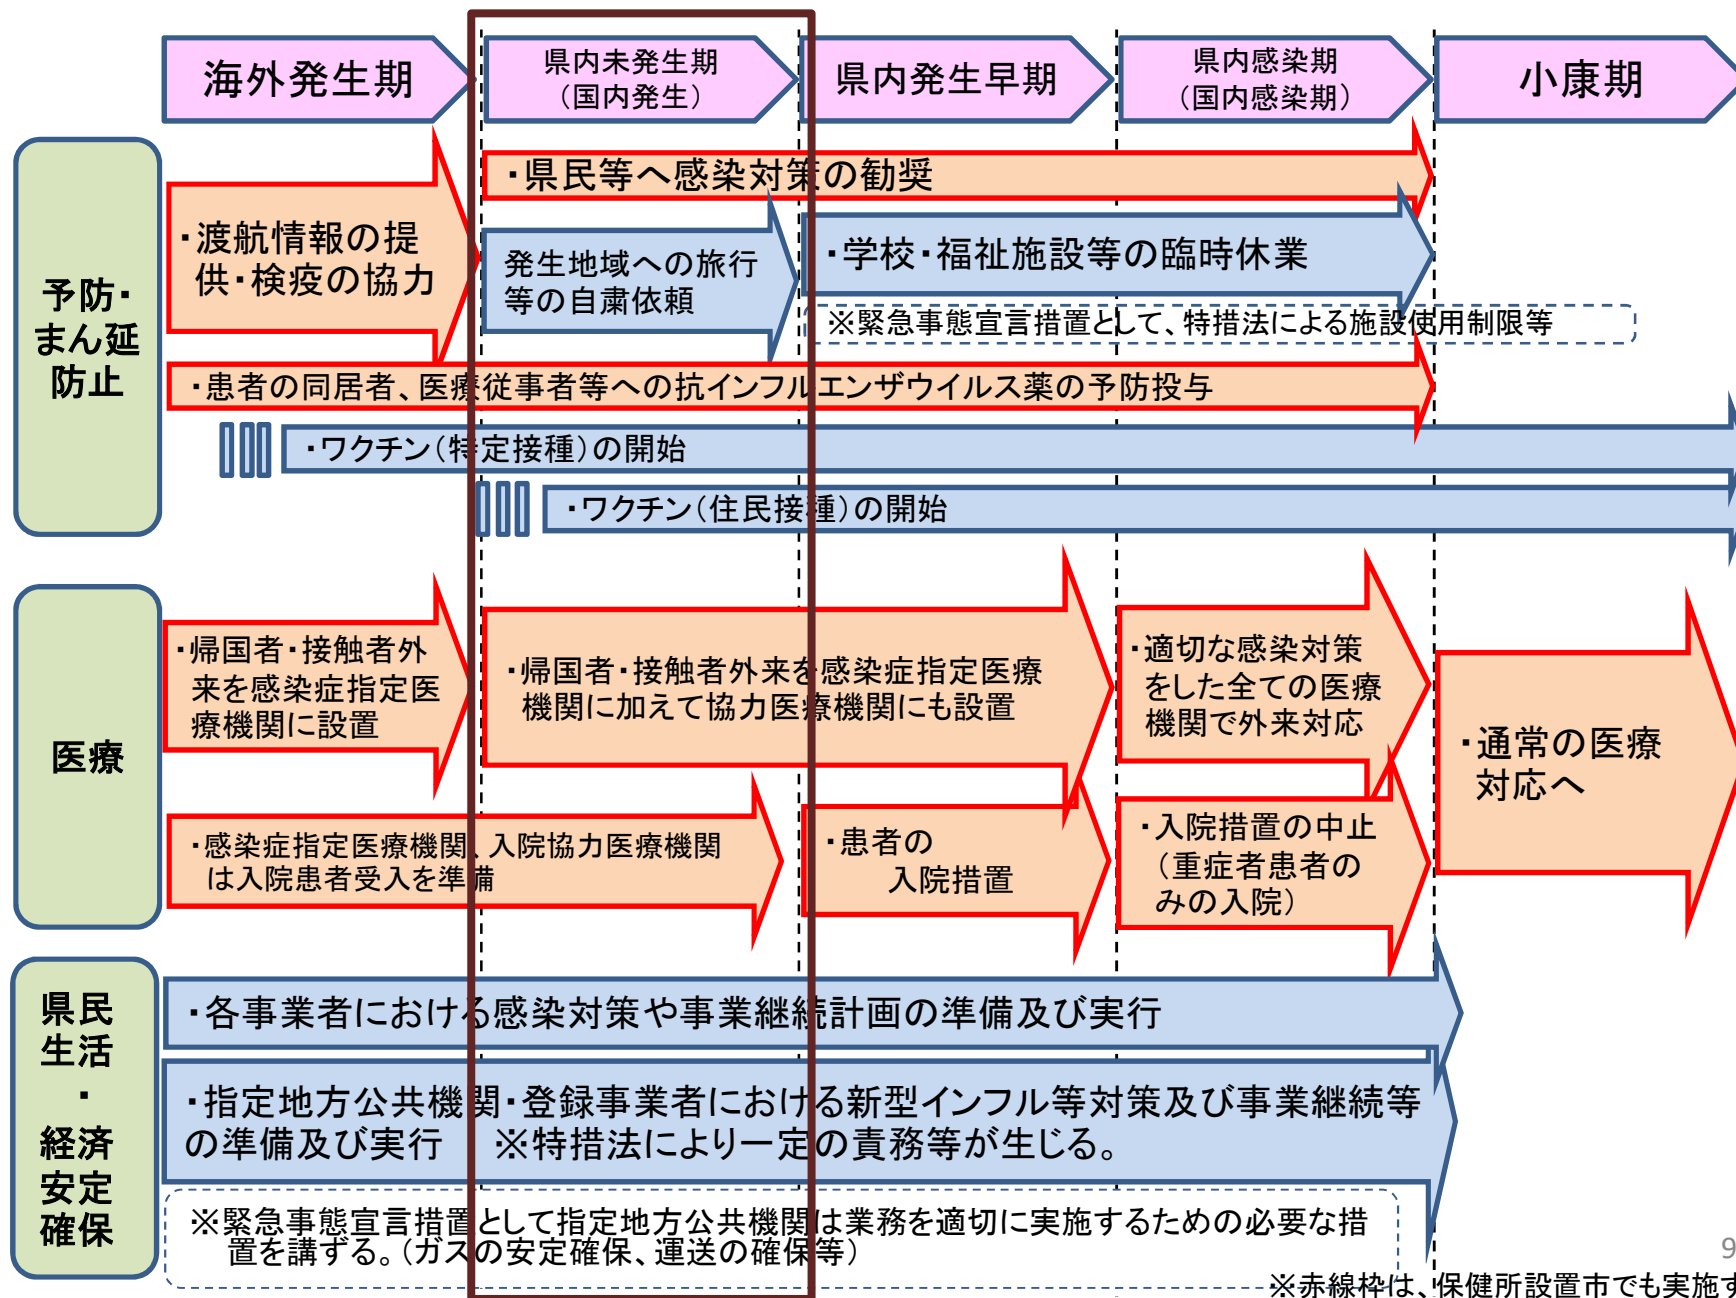 海外発生期
県内未発生期
（国内発生）
県内発生早期
県内感染期
（国内感染期）
小康期
予防・
まん延
防止
・県民等へ感染対策の勧奨
・渡航情報の提
供・検疫の協力
発生地域への旅行
等の自粛依頼
・学校・福祉施設等の臨時休業
※緊急事態宣言措置として、特措法による施設使用制限等
・患者の同居者、医療従事者等への抗インフルエンザウイルス薬の予防投与
・ワクチン（特定接種）の開始
・ワクチン（住民接種）の開始
医療
・帰国者・接触者外
来を感染症指定医
療機関に設置
・帰国者・接触者外来を感染症指定医療
機関に加えて協力医療機関にも設置
・適切な感染対策
をした全ての医療
機関で外来対応
・通常の医療
対応へ
・感染症指定医療機関、入院協力医療機関
は入院患者受入を準備
・患者の
入院措置
・入院措置の中止
（重症者患者の
みの入院）
県民
生活
・
経済
安定
確保
・各事業者における感染対策や事業継続計画の準備及び実行
・指定地方公共機関・登録事業者における新型インフル等対策及び事業継続等
の準備及び実行　※特措法により一定の責務等が生じる。
※緊急事態宣言措置として指定地方公共機関は業務を適切に実施するための必要な措
置を講ずる。（ガスの安定確保、運送の確保等）
9
※赤線枠は、保健所設置市でも実施す